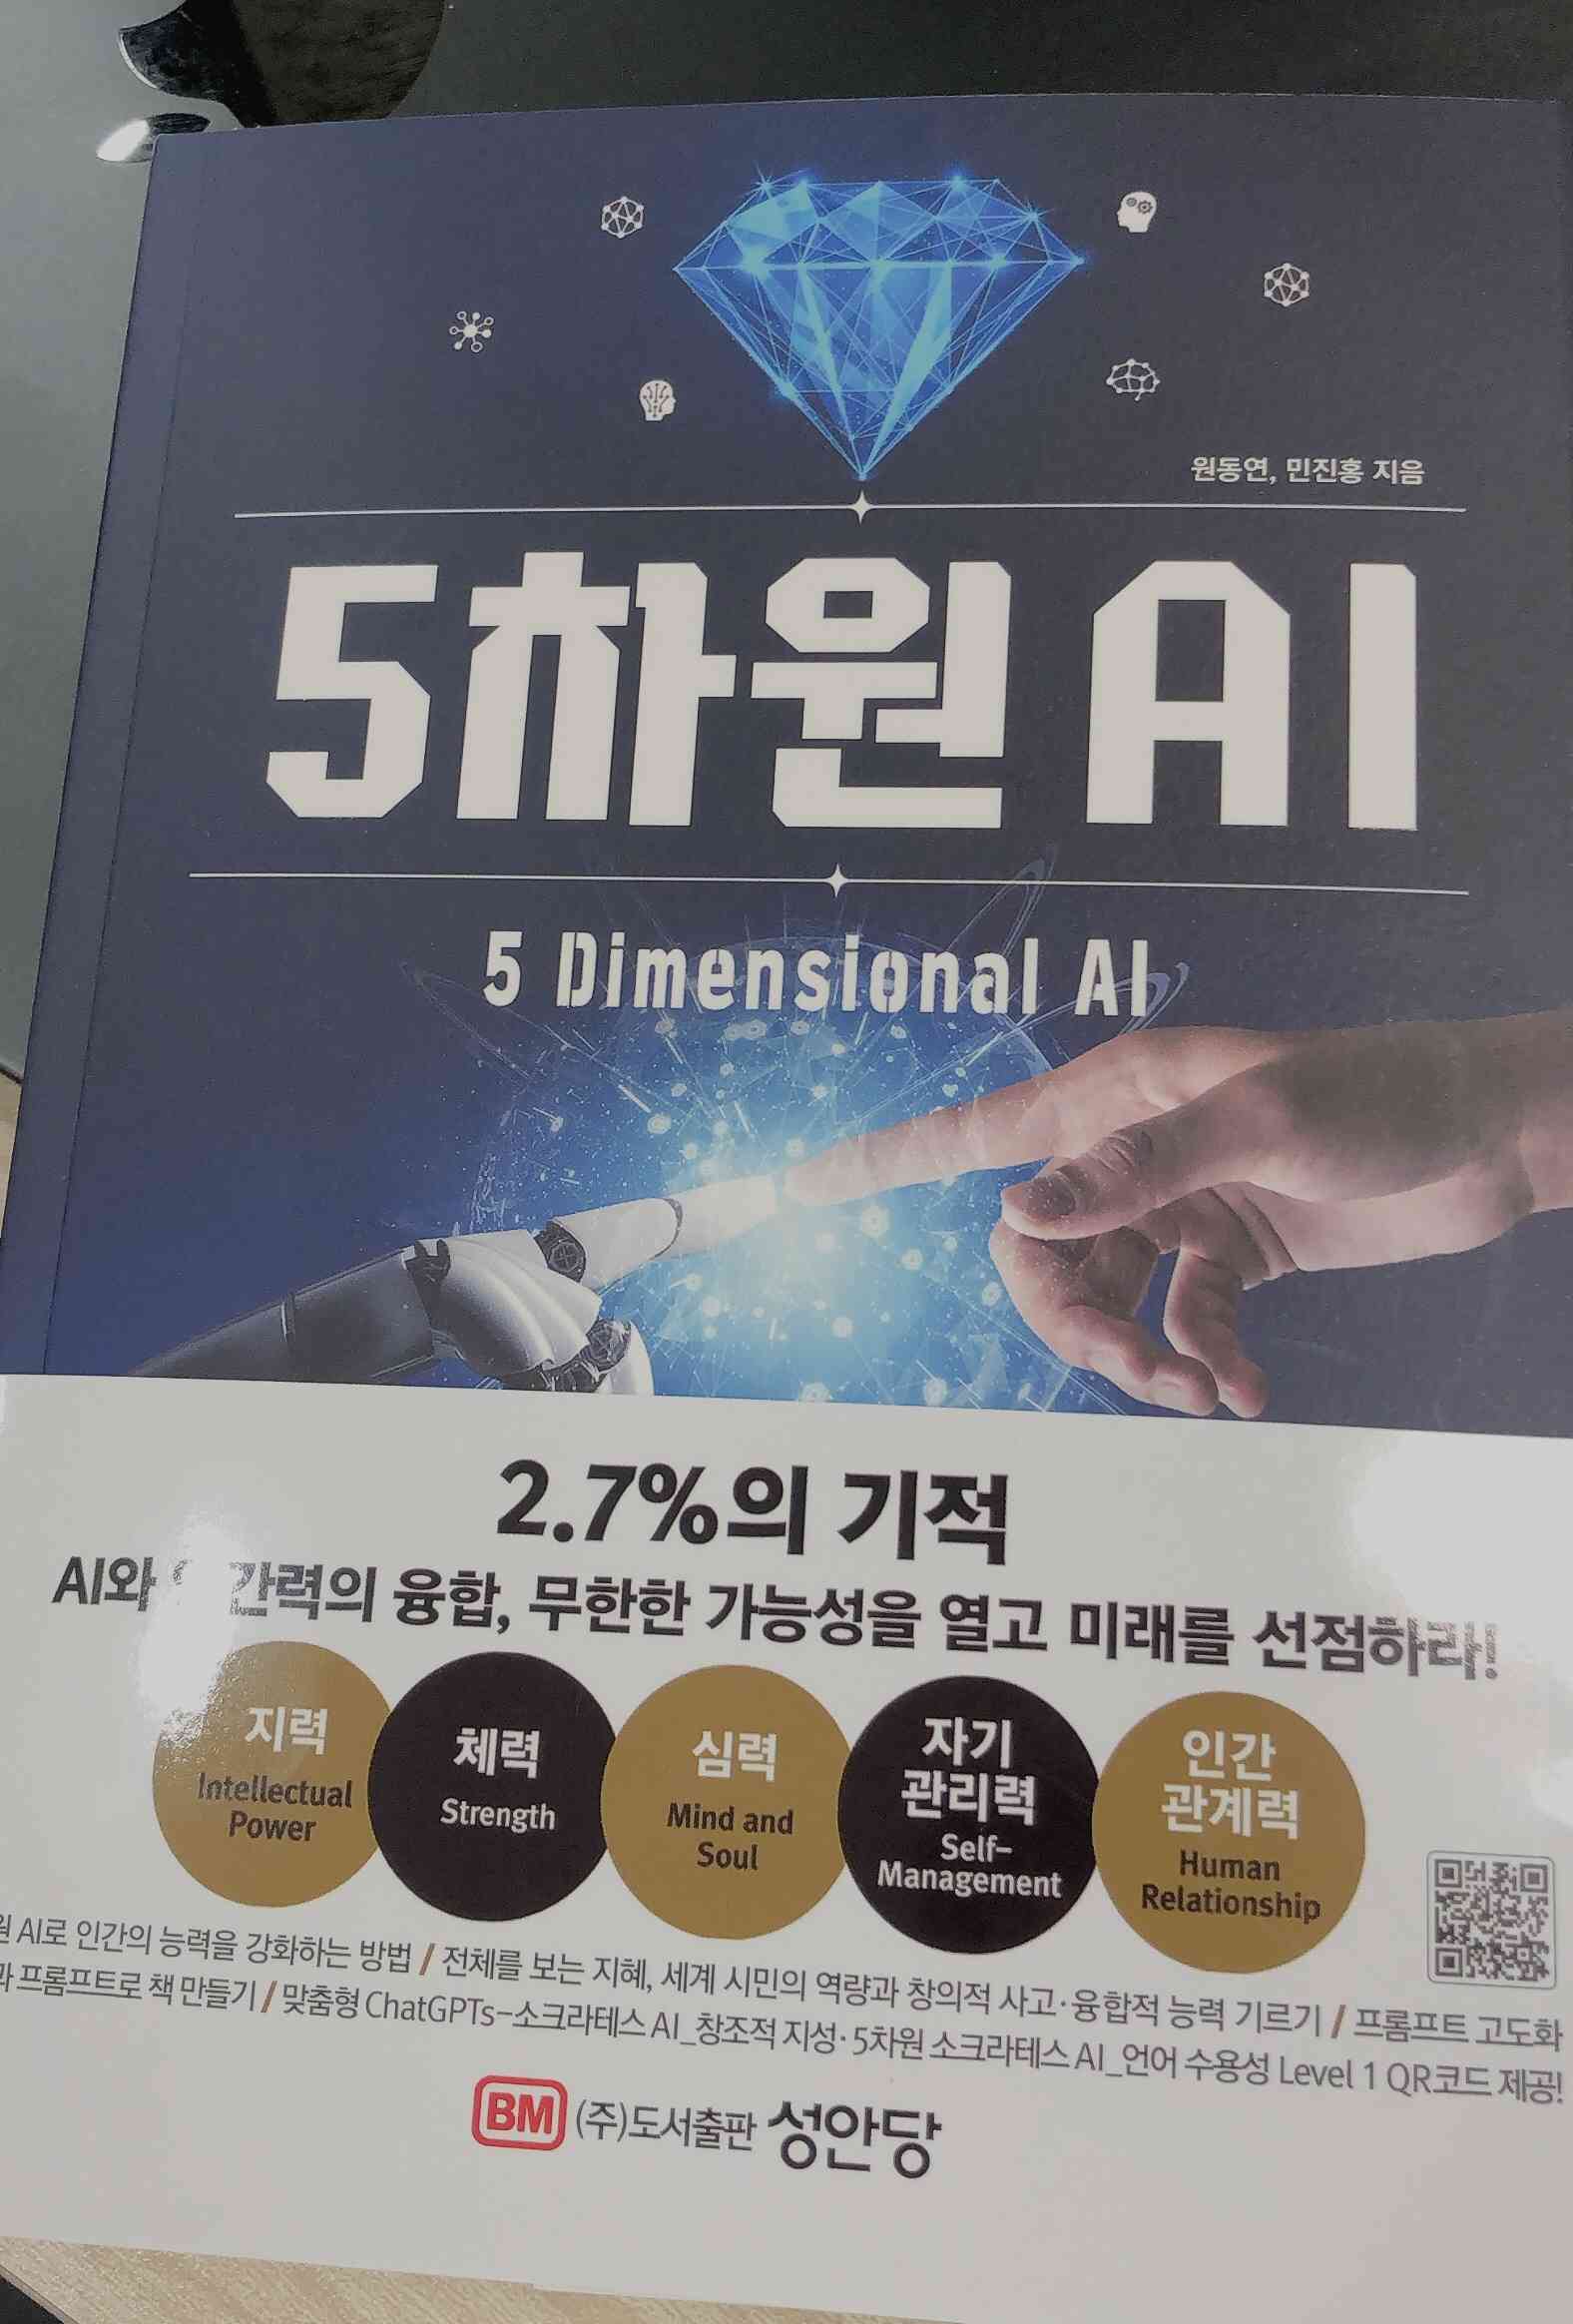 원동연, 민진홍 지음
5차원 AI
5 Dimensional AI
2.7%의 기적
AI와 융합, 무한한 가능성을 열고 미래를 선점하라!
지력
Intellectual
Power
체력
Strength
심력
Mind and
Soul
자기
관리력
Self-
Management
인간
관계력
Human
Relationship
AI로 인간의 능력을 강화하는 방법 / 전체를 보는 지혜, 세계 시민의 역량과 창의적 사고·융합적 능력 기르기 / 프롬프트 고도화
프롬프트로 책 만들기 / 맞춤형 ChatGPTs-소크라테스 AI_창조적 지성·5차원 소크라테스 AI_언어 수용성 Level 1 QR코드 제공!
BM (주)도서출판 성안당